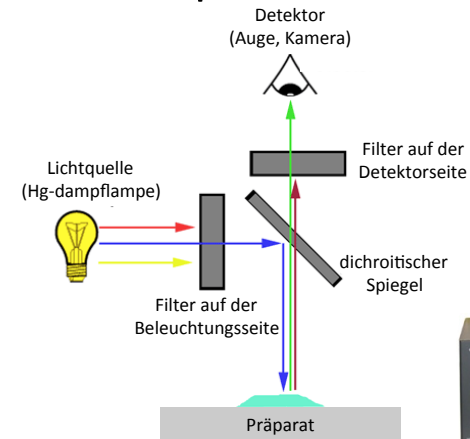 Detektor
(Auge, Kamera)
Filter auf der
Detektorseite
Lichtquelle
(Hg-dampflampe)
dichroitischer
Spiegel
Filter auf der
Beleuchtungsseite
Präparat